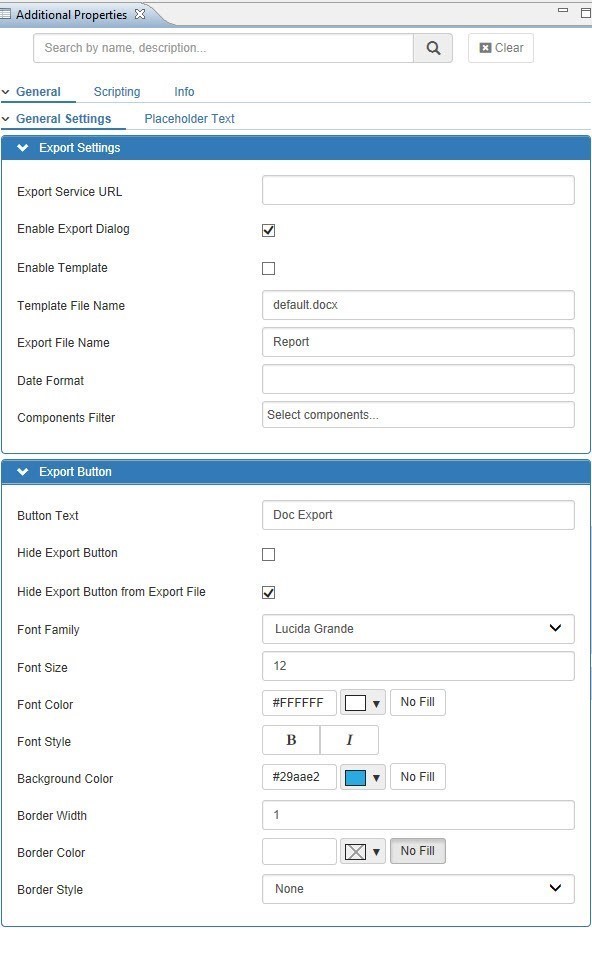 Additional Properties
Search by name, description...
Clear
General Scripting Info
General Settings Placeholder Text
Export Settings
Export Service URL
Enable Export Dialog
Enable Template
Template File Name default.docx
Export File Name Report
Date Format
Components Filter Select components...
Export Button
Button Text Doc Export
Hide Export Button
Hide Export Button from Export File
Font Family Lucida Grande
Font Size 12
Font Color #FFFFFF No Fill
Font Style B I
Background Color #29aae2 No Fill
Border Width 1
Border Color No Fill
Border Style None